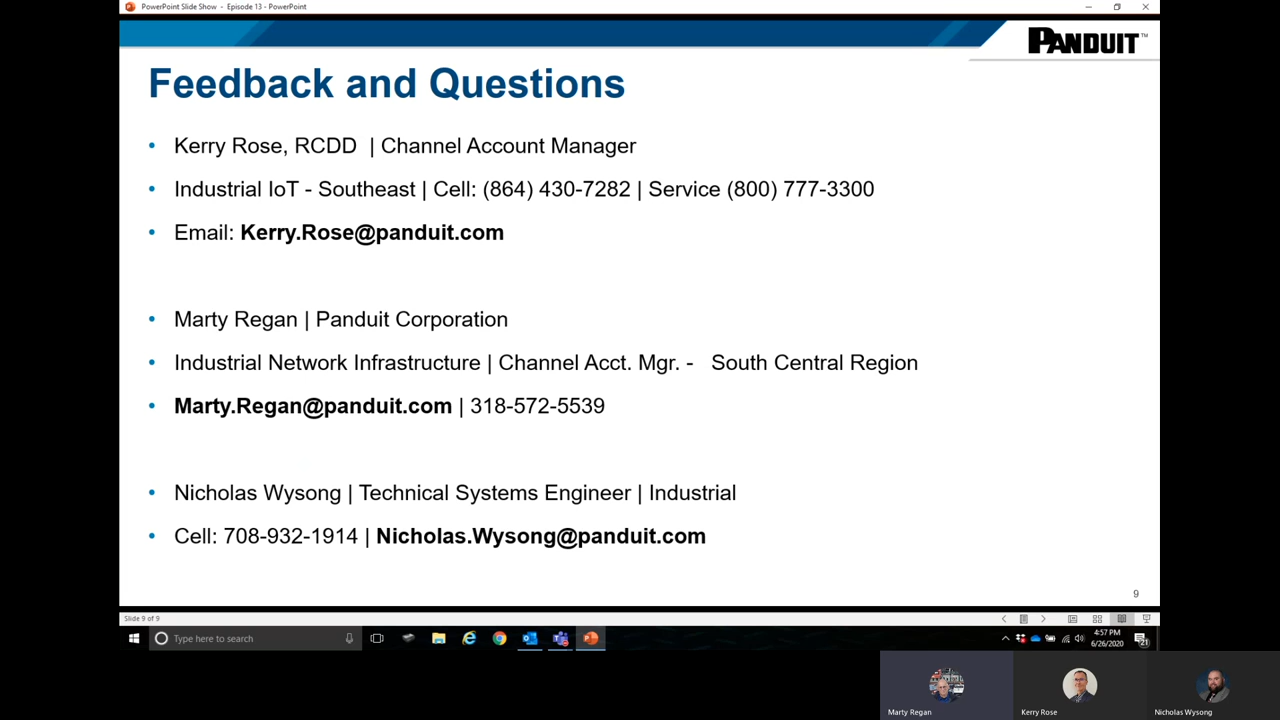 PowerPoint Slide Show - Episode 13 - PowerPoint
PANDUIT™
Feedback and Questions
• Kerry Rose, RCDD | Channel Account Manager
• Industrial IoT - Southeast | Cell: (864) 430-7282 | Service (800) 777-3300
• Email: Kerry.Rose@panduit.com
• Marty Regan | Panduit Corporation
• Industrial Network Infrastructure | Channel Acct. Mgr. - South Central Region
• Marty.Regan@panduit.com | 318-572-5539
• Nicholas Wysong | Technical Systems Engineer | Industrial
• Cell: 708-932-1914 | Nicholas.Wysong@panduit.com
9
Slide 9 of 9
Type here to search
4:57 PM
6/26/2020
Marty Regan
Kerry Rose
Nicholas Wysong